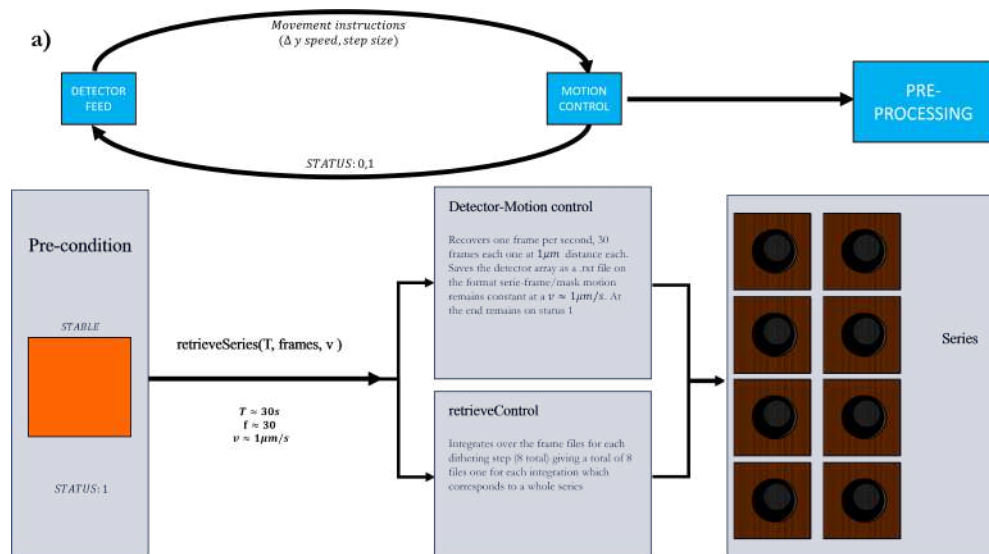 a)
Movement instructions
(Δ y speed, step size)
DETECTOR
FEED
MOTION
CONTROL
PRE-
PROCESSING
STATUS: 0,1
Pre-condition
STABLE
STATUS: 1
retrieveSeries(T, frames, v )
T ≈ 30s
f ≈ 30
v ≈ 1μm/s
Detector-Motion control
Recovers one frame per second, 30
frames each one at 1μm distance each.
Saves the detector array as a .txt file on
the format serie-frame/mask motion
remains constant at a v ≈ 1μm/s. At
the end remains on status 1
retrieveControl
Integrates over the frame files for each
dithering step (8 total) giving a total of 8
files one for each integration which
corresponds to a whole series
Series